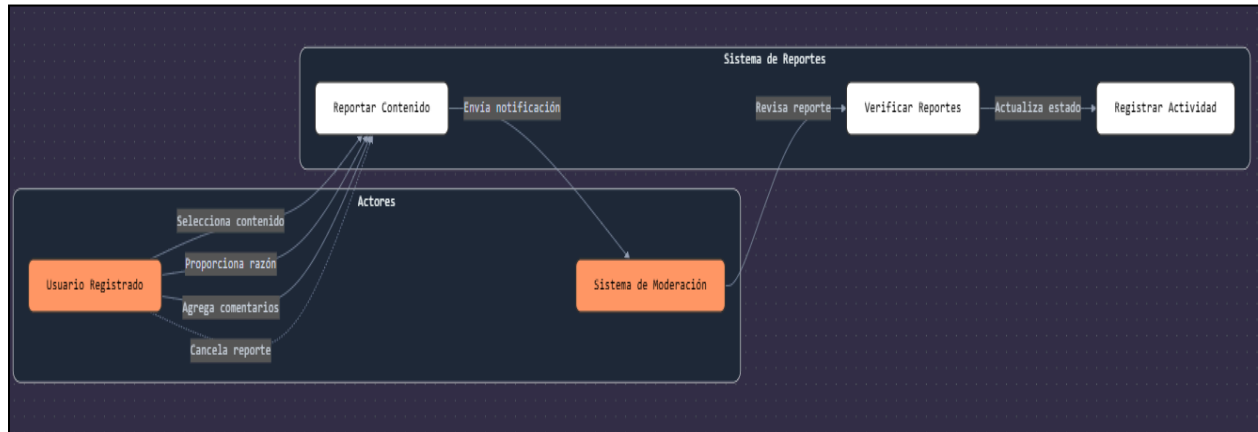 Sistema de Reportes
Reportar Contenido
Envia notificación
Revisa reporte
Verificar Reportes
Actualiza estado
Registrar Actividad
Actores
Selecciona contenido
Proporciona razón
Usuario Registrado
Sistema de Moderación
Agrega comentarios
Cancela reporte